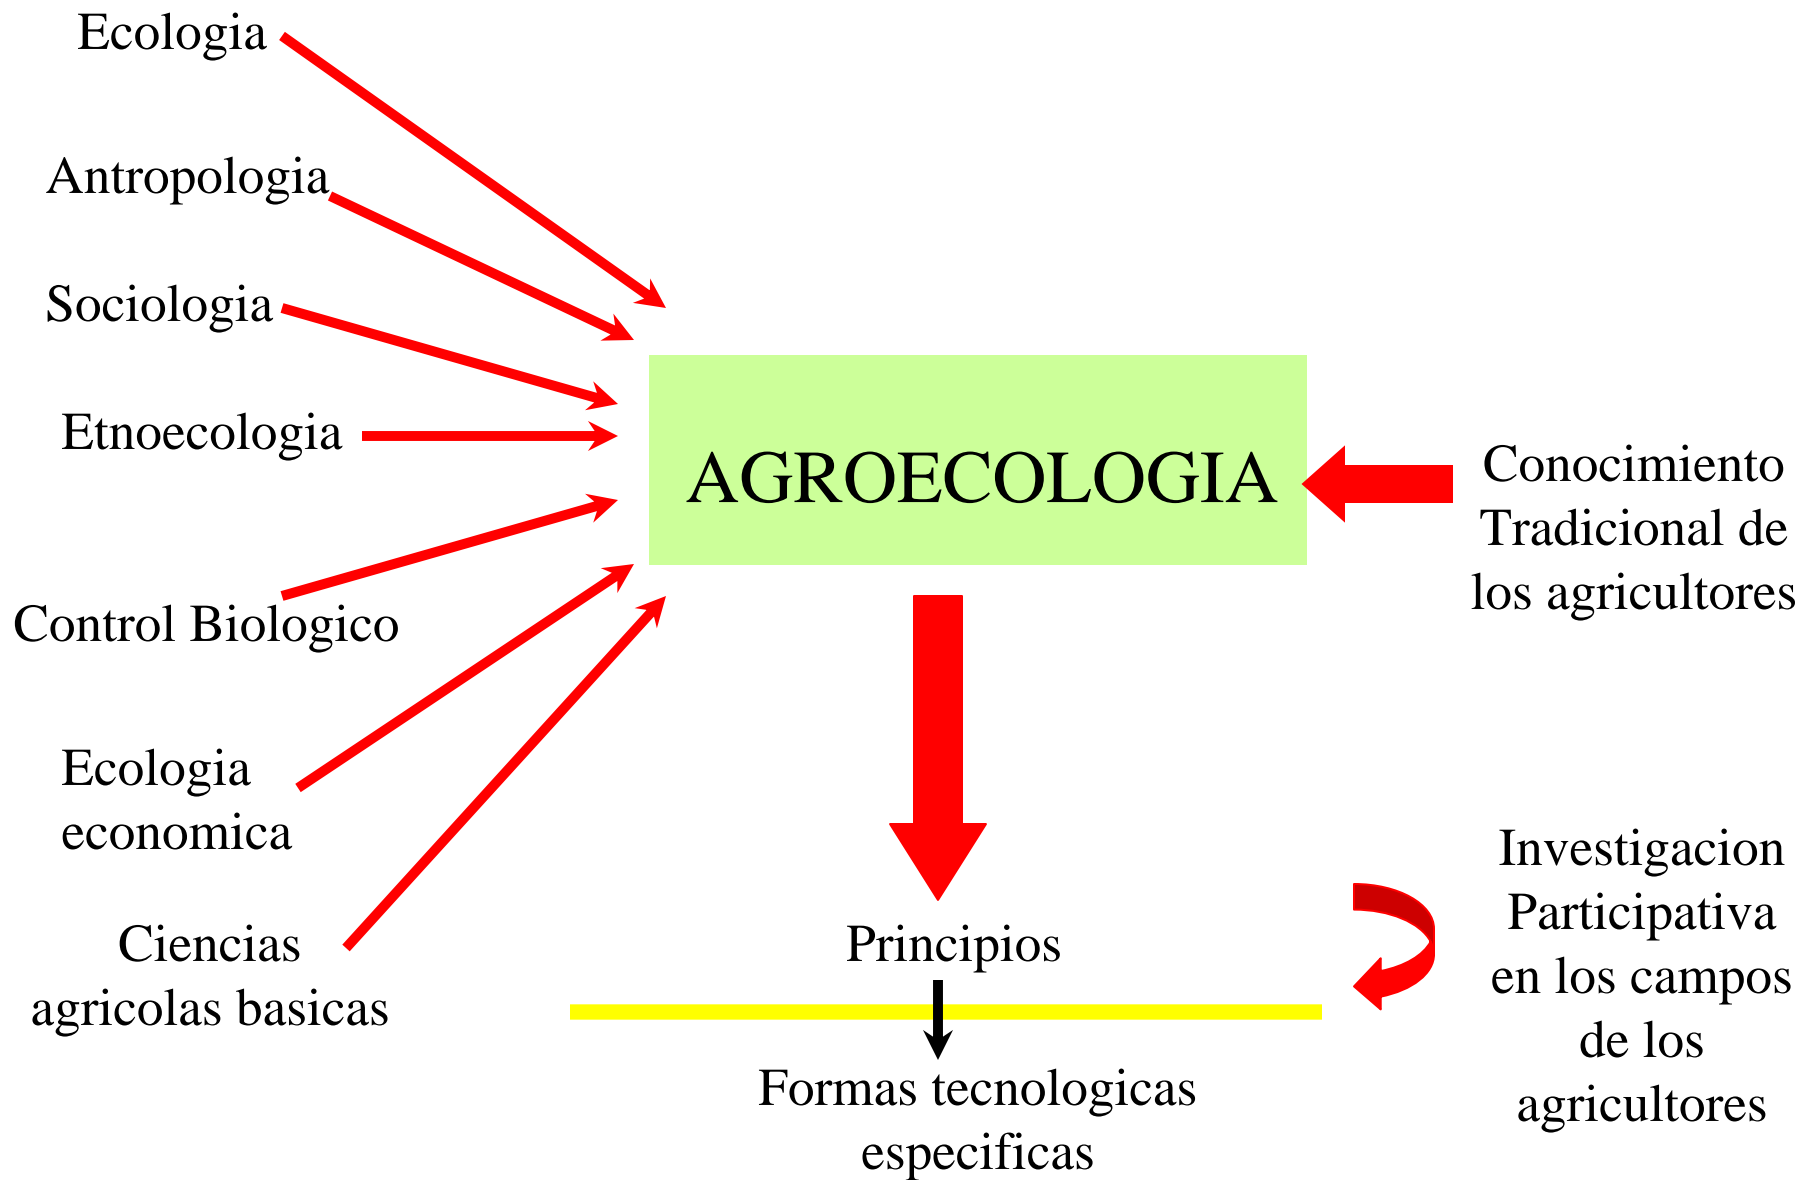 Ecologia
Antropologia
Sociologia
Etnoecologia
Control Biologico
Ecologia
economica
Ciencias
agricolas basicas
AGROECOLOGIA
Conocimiento
Tradicional de
los agricultores
Principios
Formas tecnologicas
especificas
Investigacion
Participativa
en los campos
de los
agricultores